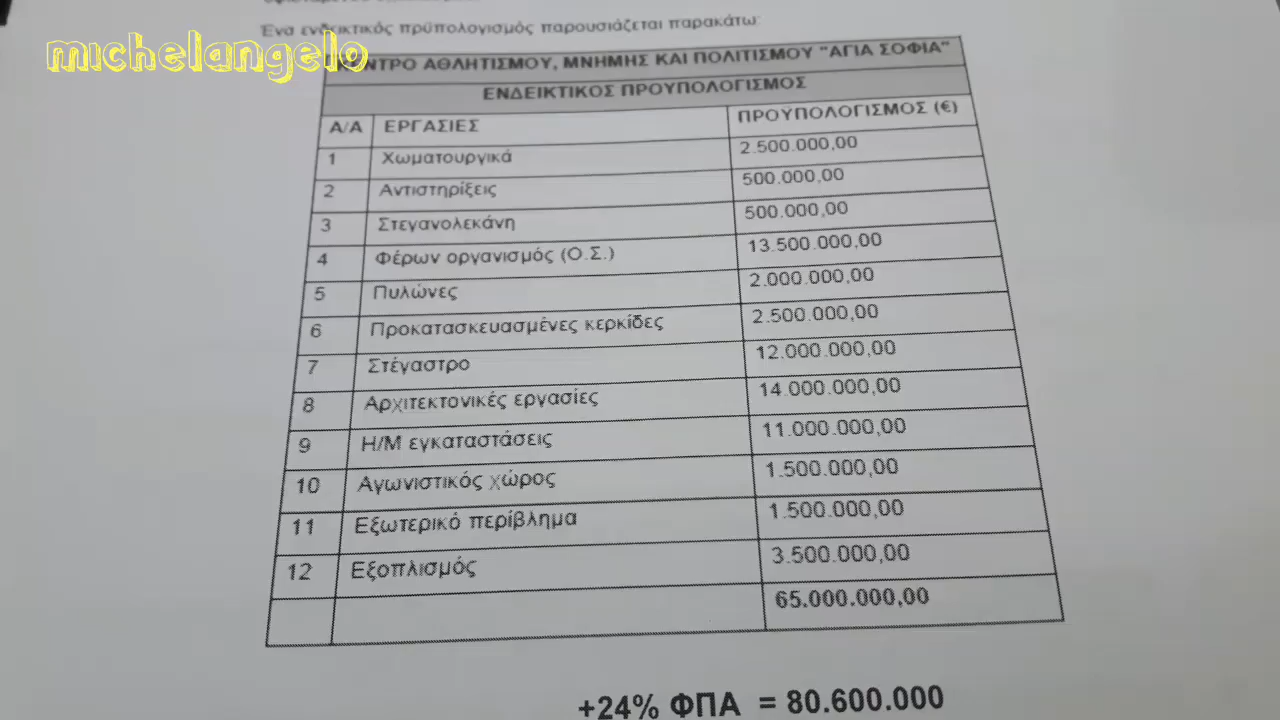 Ένα ενδεικτικός πρϋπολογισμός παρουσιάζεται παρακάτω:
michelangelo
ΚΕΝΤΡΟ ΑΘΛΗΤΙΣΜΟΥ, ΜΝΗΜΗΣ ΚΑΙ ΠΟΛΙΤΙΣΜΟΥ "ΑΓΙΑ ΣΟΦΙΑ"
ΕΝΔΕΙΚΤΙΚΟΣ ΠΡΟΥΠΟΛΟΓΙΣΜΟΣ
Α/Α ΕΡΓΑΣΙΕΣ ΠΡΟΫΠΟΛΟΓΙΣΜΟΣ (€)
1 Χωματουργικά 2.500.000,00
2 Αντιστηρίξεις 500.000,00
3 Στεγανολεκάνη 500.000,00
4 Φέρων οργανισμός (Ο.Σ.) 13.500.000,00
5 Πυλώνες 2.000.000,00
6 Προκατασκευασμένες κερκίδες 2.500.000,00
7 Στέγαστρο 12.000.000,00
8 Αρχιτεκτονικές εργασίες 14.000.000,00
9 Η/Μ εγκαταστάσεις 11.000.000,00
10 Αγωνιστικός χώρος 1.500.000,00
11 Εξωτερικό περίβλημα 1.500.000,00
12 Εξοπλισμός 3.500.000,00
65.000.000,00
+24% ΦΠΑ = 80.600.000